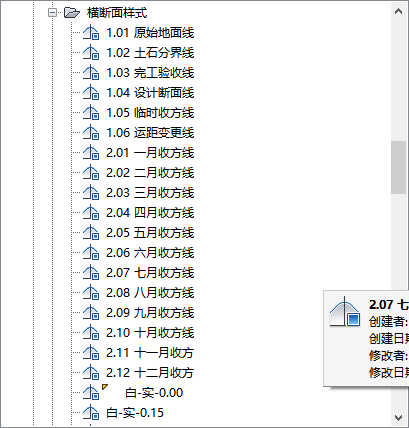 横断面样式
1.01 原始地面线
1.02 土石分界线
1.03 完工验收线
1.04 设计断面线
1.05 临时收方线
1.06 运距变更线
2.01 一月收方线
2.02 二月收方线
2.03 三月收方线
2.04 四月收方线
2.05 五月收方线
2.06 六月收方线
2.07 七月收方线
2.08 八月收方线
2.09 九月收方线
2.10 十月收方线
2.11 十一月收方
2.12 十二月收方
白-实-0.00
白-实-0.15
2.07 七
创建者:
创建日期
修改者:
修改日期